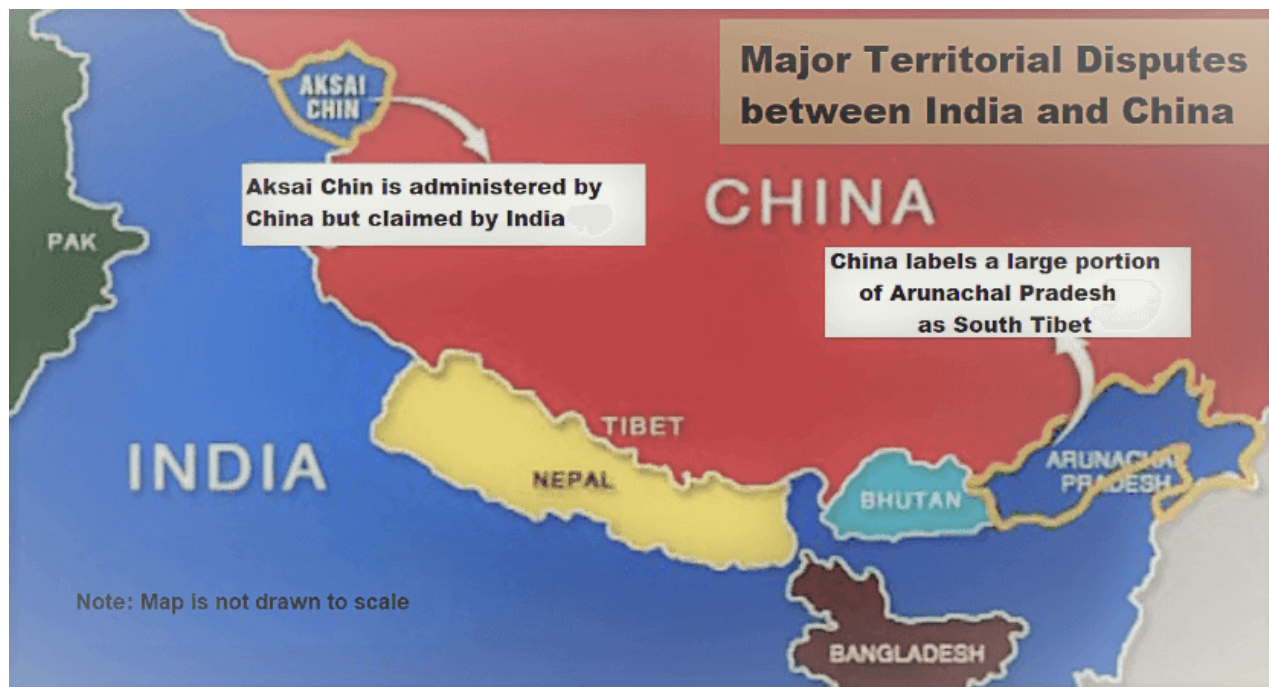 Major Territorial Disputes
between India and China
AKSAI
CHIN
Aksai Chin is administered by
China but claimed by India
CHINA
PAK
China labels a large portion
of Arunachal Pradesh
as South Tibet
TIBET
INDIA
NEPAL
BHUTAN
ARUNACHAL
PRADESH
Note: Map is not drawn to scale
BANGLADESH